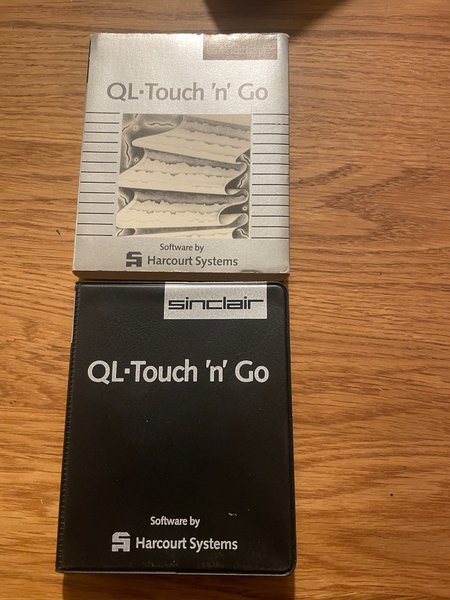 QL·Touch 'n' Go
Software by
Harcourt Systems
sinclair
QL·Touch 'n' Go
Software by
Harcourt Systems